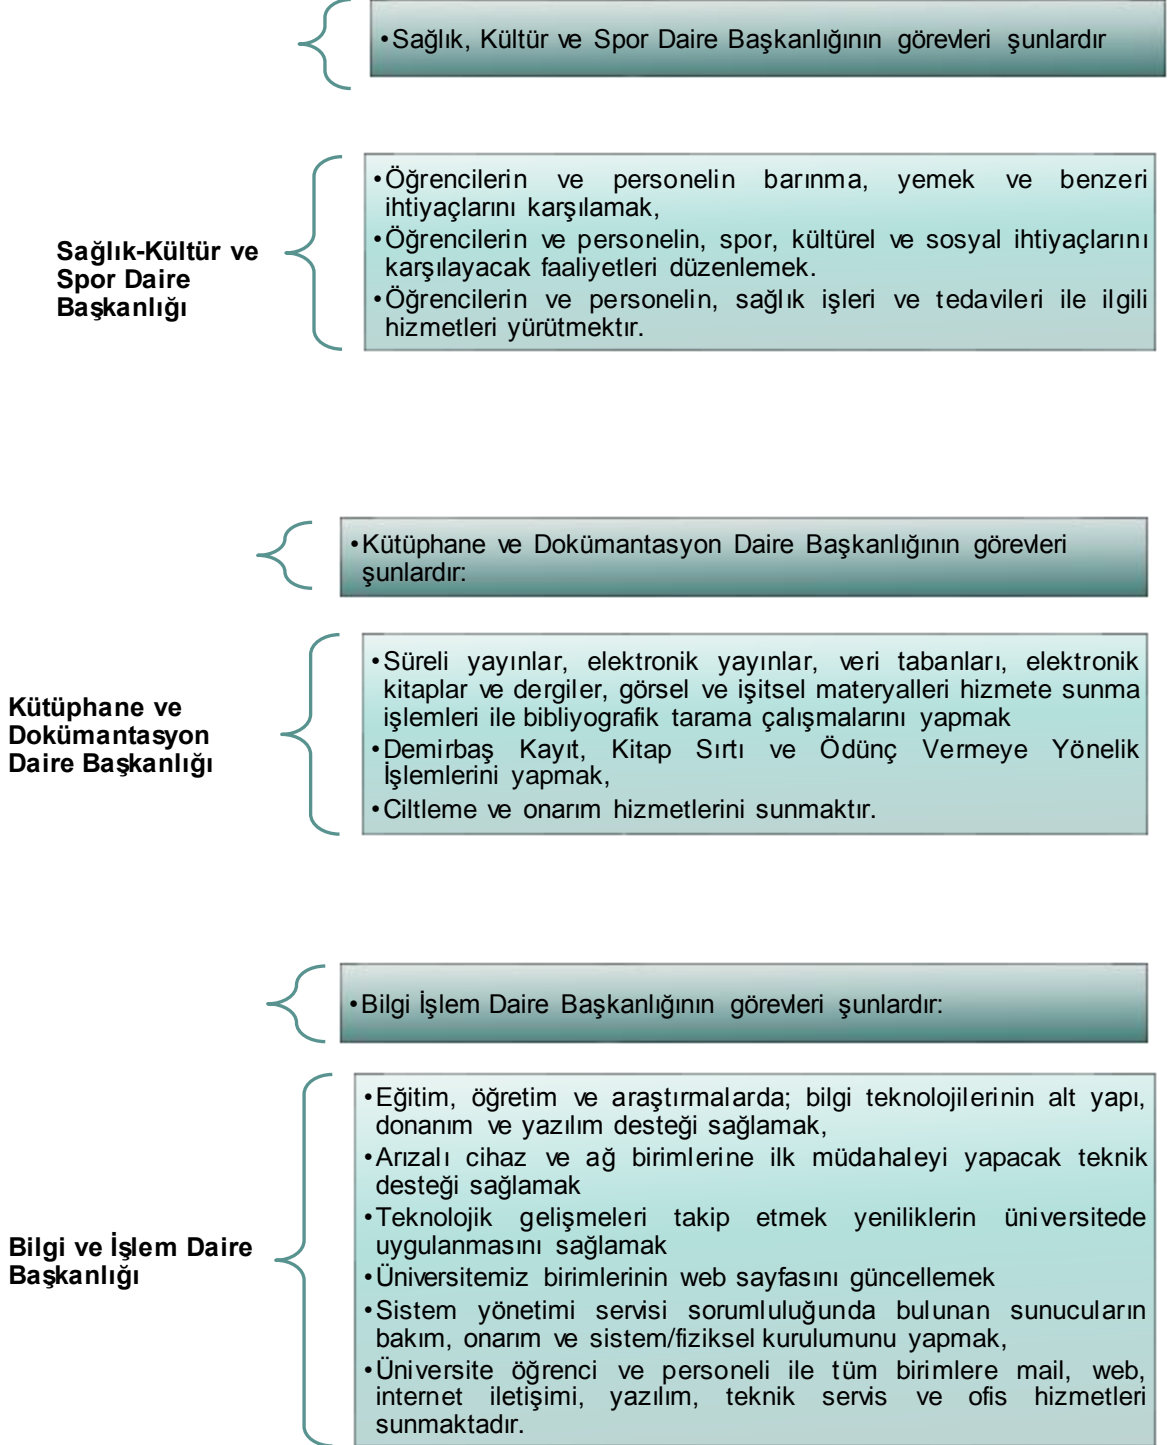 •Sağlık, Kültür ve Spor Daire Başkanlığının görevleri şunlardır
Sağlık-Kültür ve
Spor Daire
Başkanlığı
•Öğrencilerin ve personelin barınma, yemek ve benzeri
ihtiyaçlarını karşılamak,
•Öğrencilerin ve personelin, spor, kültürel ve sosyal ihtiyaçlarını
karşılayacak faaliyetleri düzenlemek.
•Öğrencilerin ve personelin, sağlık işleri ve tedavileri ile ilgili
hizmetleri yürütmektır.
•Kütüphane ve Dokümantasyon Daire Başkanlığının görevleri
şunlardır:
Kütüphane ve
Dokümantasyon
Daire Başkanlığı
•Süreli yayınlar, elektronik yayınlar, veri tabanları, elektronik
kitaplar ve dergiler, görsel ve işitsel materyalleri hizmete sunma
işlemleri ile bibliyografik tarama çalışmalarını yapmak
•Demirbaş Kayıt, Kitap Sırtı ve Ödünç Vermeye Yönelik
İşlemlerini yapmak,
•Ciltleme ve onarım hizmetlerini sunmaktır.
•Bilgi İşlem Daire Başkanlığının görevleri şunlardır:
Bilgi ve İşlem Daire
Başkanlığı
•Eğitim, öğretim ve araştırmalarda; bilgi teknolojilerinin alt yapı,
donanım ve yazılım desteği sağlamak,
•Arızalı cihaz ve ağ birimlerine ilk müdahaleyi yapacak teknik
desteği sağlamak
•Teknolojik gelişmeleri takip etmek yeniliklerin üniversitede
uygulanmasını sağlamak
•Üniversitemiz birimlerinin web sayfasını güncellemek
•Sistem yönetimi servisi sorumluluğunda bulunan sunucuların
bakım, onarım ve sistem/fiziksel kurulumunu yapmak,
•Üniversite öğrenci ve personeli ile tüm birimlere mail, web,
internet iletişimi, yazılım, teknik servis ve ofis hizmetleri
sunmaktadır.